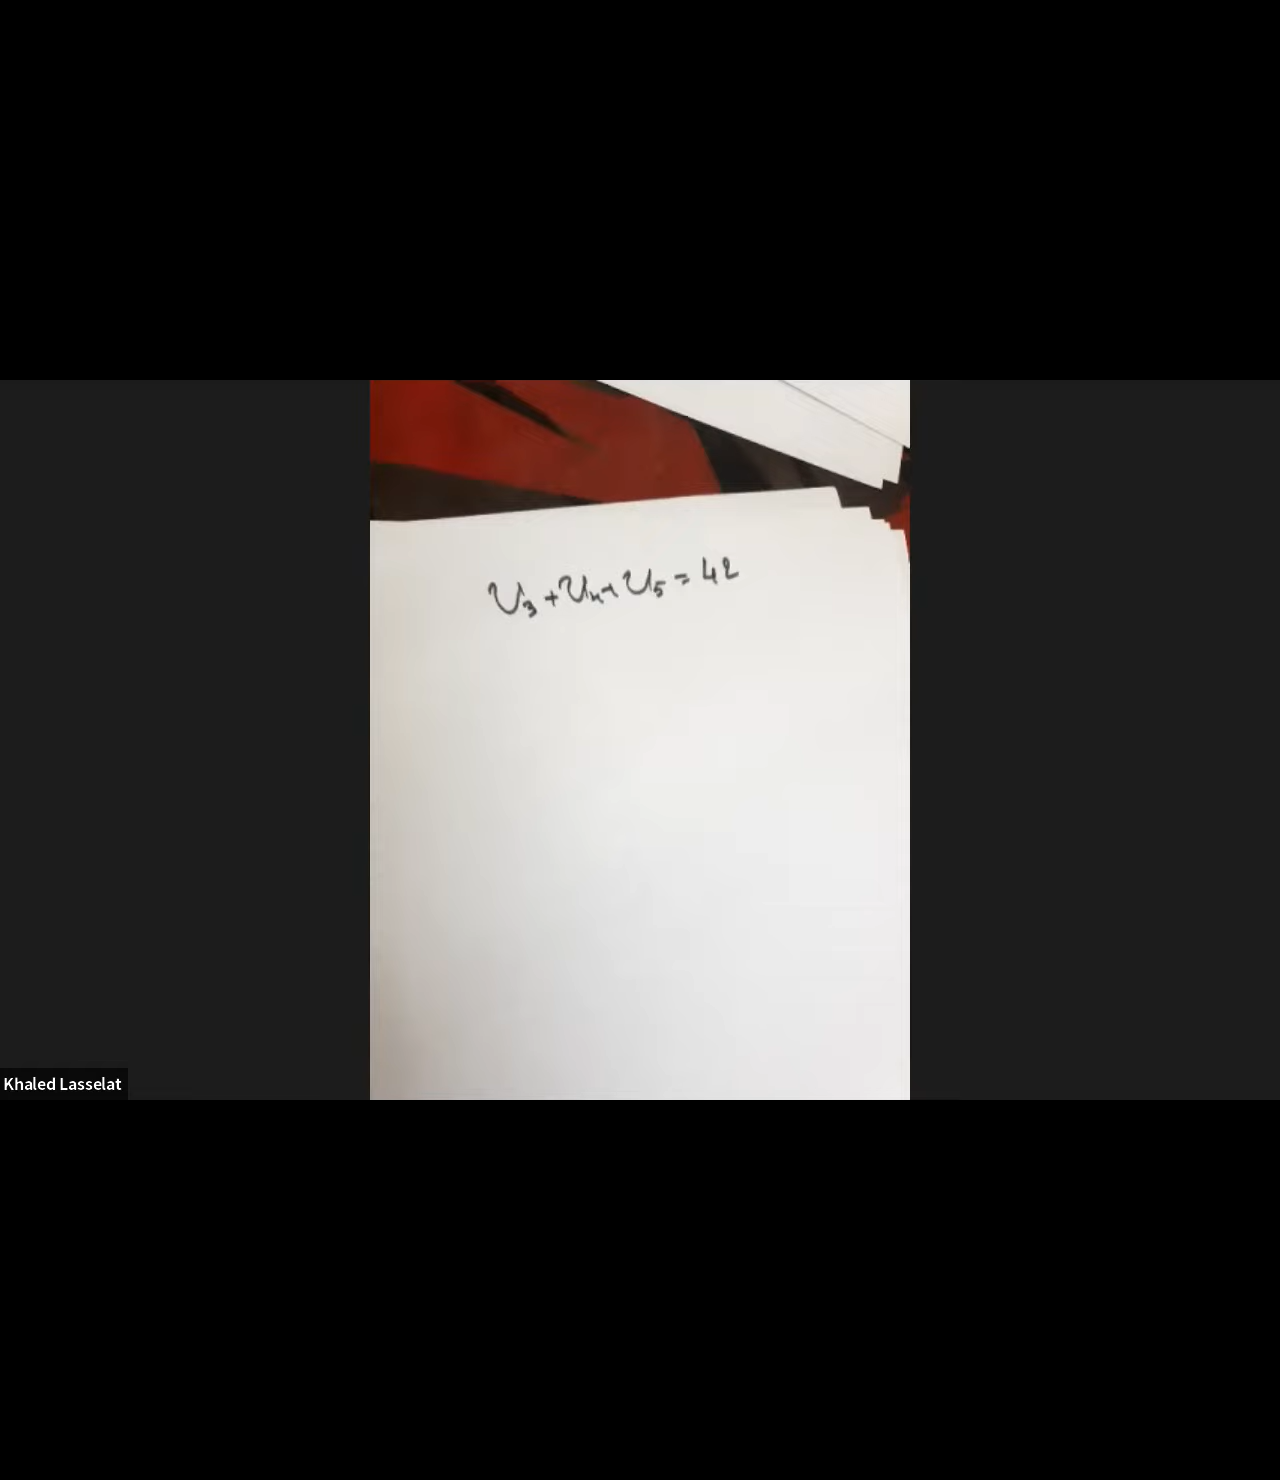 U₃ + U₄ + U₅ = 42
Khaled Lasselat